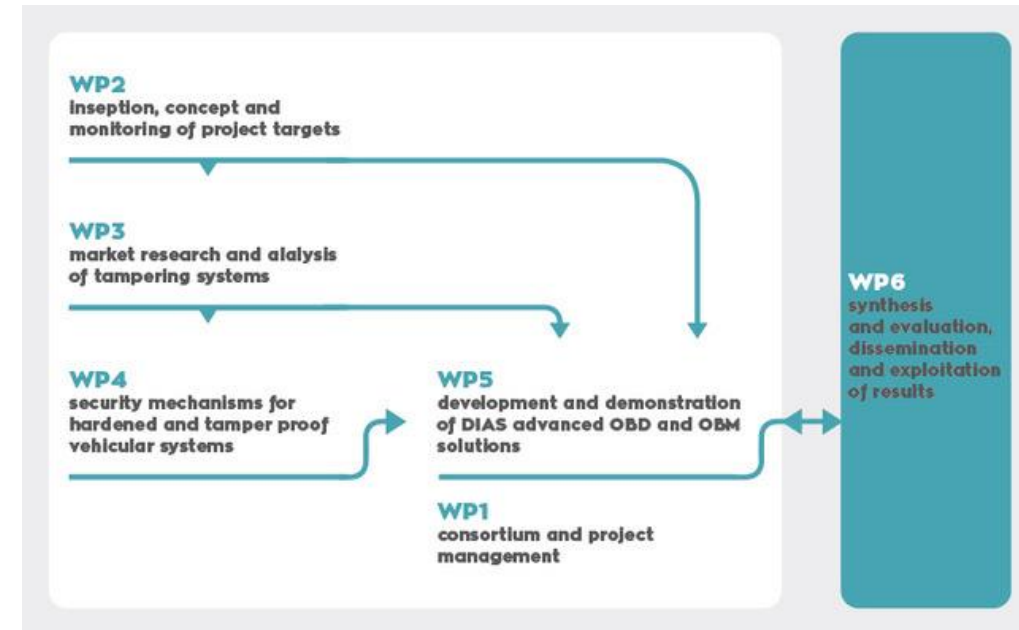 WP2
inseption, concept and
monitoring of project targets
WP3
market research and alalysis
of tampering systems
WP4
security mechanisms for
hardened and tamper proof
vehicular systems
WP5
development and demonstration
of DIAS advanced OBD and OBM
solutions
WP1
consortium and project
management
WP6
synthesis
and evaluation,
dissemination
and exploitation
of results